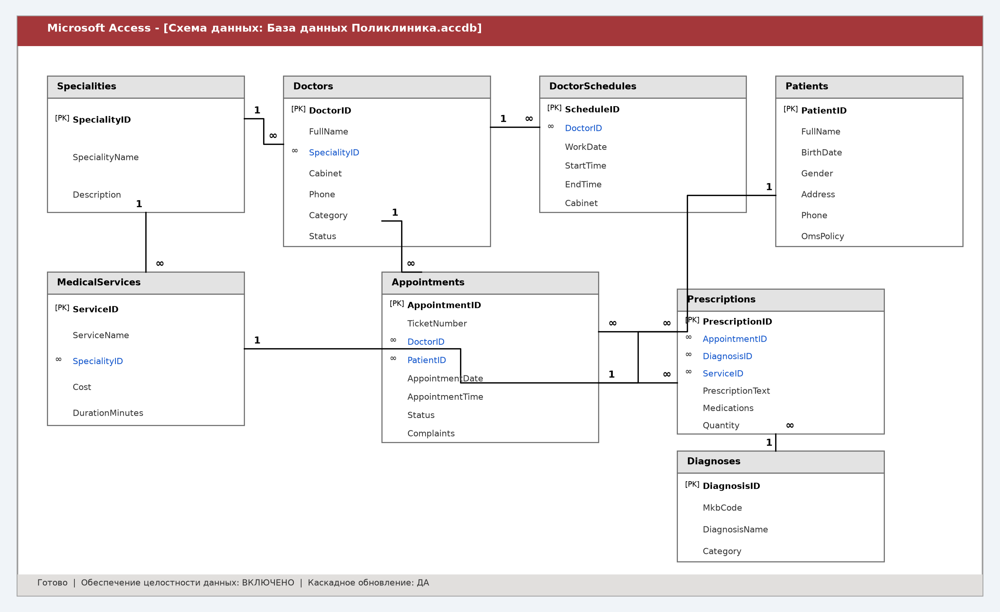 Microsoft Access - [Схема данных: База данных Поликлиника.accdb]
Specialities
[PK] SpecialityID
SpecialityName
Description
1
∞
Doctors
[PK] DoctorID
FullName
∞ SpecialityID
Cabinet
Phone
Category
Status
1 ∞
DoctorSchedules
[PK] ScheduleID
∞ DoctorID
WorkDate
StartTime
EndTime
Cabinet
Patients
[PK] PatientID
FullName
BirthDate
Gender
Address
Phone
OmsPolicy
1
1
1
∞
∞
MedicalServices
[PK] ServiceID
ServiceName
∞ SpecialityID
Cost
DurationMinutes
1
Appointments
[PK] AppointmentID
TicketNumber
∞ DoctorID
∞ PatientID
AppointmentDate
AppointmentTime
Status
Complaints
∞ ∞
1 ∞
Prescriptions
[PK] PrescriptionID
∞ AppointmentID
∞ DiagnosisID
∞ ServiceID
PrescriptionText
Medications
Quantity
∞
1
Diagnoses
[PK] DiagnosisID
MkbCode
DiagnosisName
Category
Готово | Обеспечение целостности данных: ВКЛЮЧЕНО | Каскадное обновление: ДА